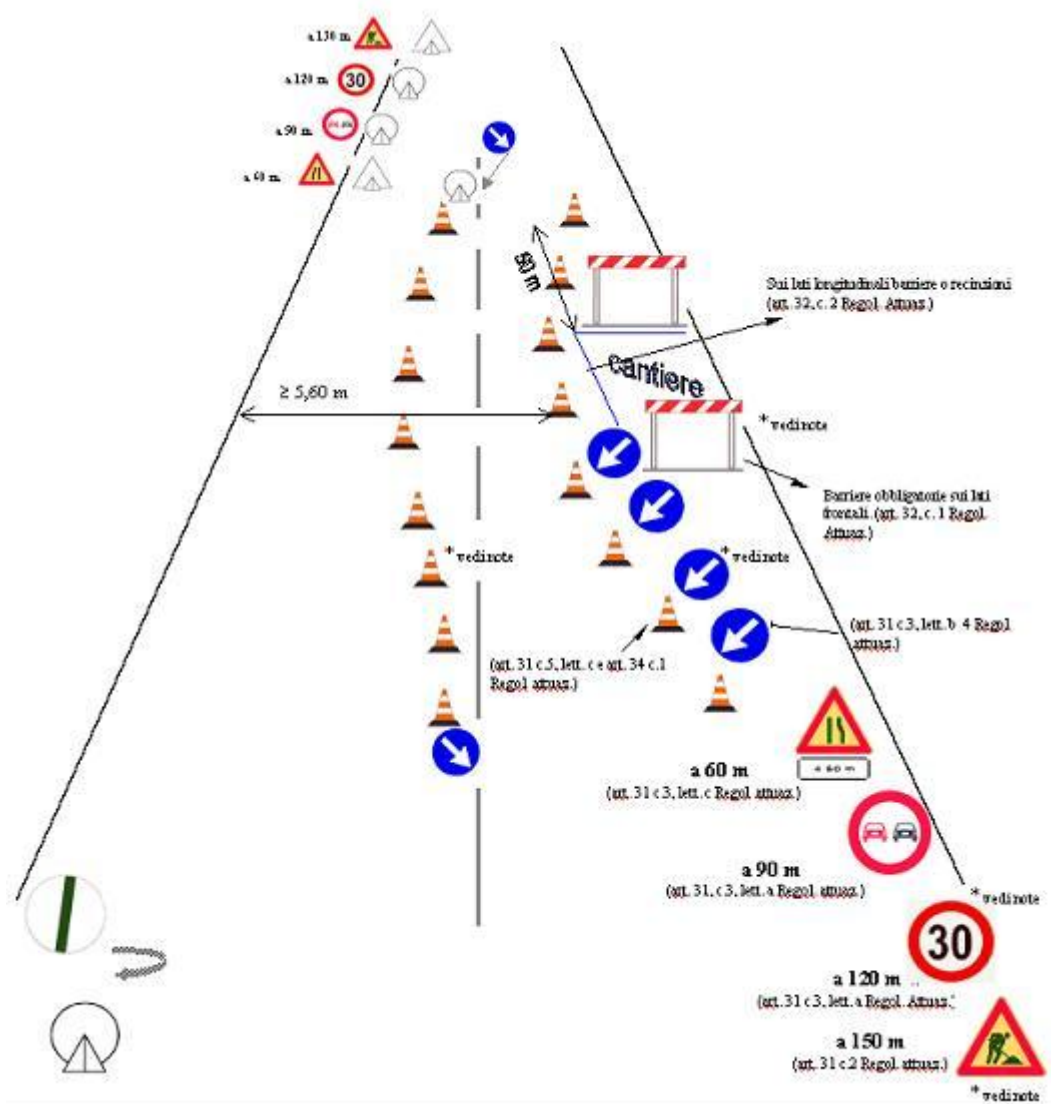 a 150 m
a 120 m
30
a 90 m
a 60 m
90 m
Sui lati longitudinali barriere o recinzioni
(art. 32, c. 2 Regol. Attuaz.)
cantiere
≥ 5,60 m
* vedi note
Barriere obbligatorie sui lati
frontali. (art. 32, c. 1 Regol.
Attuaz.)
* vedi note
* vedi note
(art. 31 c.3, lett. b 4 Regol.
attuaz.)
(art. 31 c.5, lett. c e art. 34 c.1
Regol. attuaz.)
a 60 m
a 60 m
(art. 31 c.3, lett. c Regol. attuaz.)
a 90 m
(art. 31, c.3, lett. a Regol. attuaz.)
* vedi note
30
a 120 m ..
(art. 31 c.3, lett. a Regol. Attuaz.)
a 150 m
(art. 31 c.2 Regol. attuaz.)
* vedi note